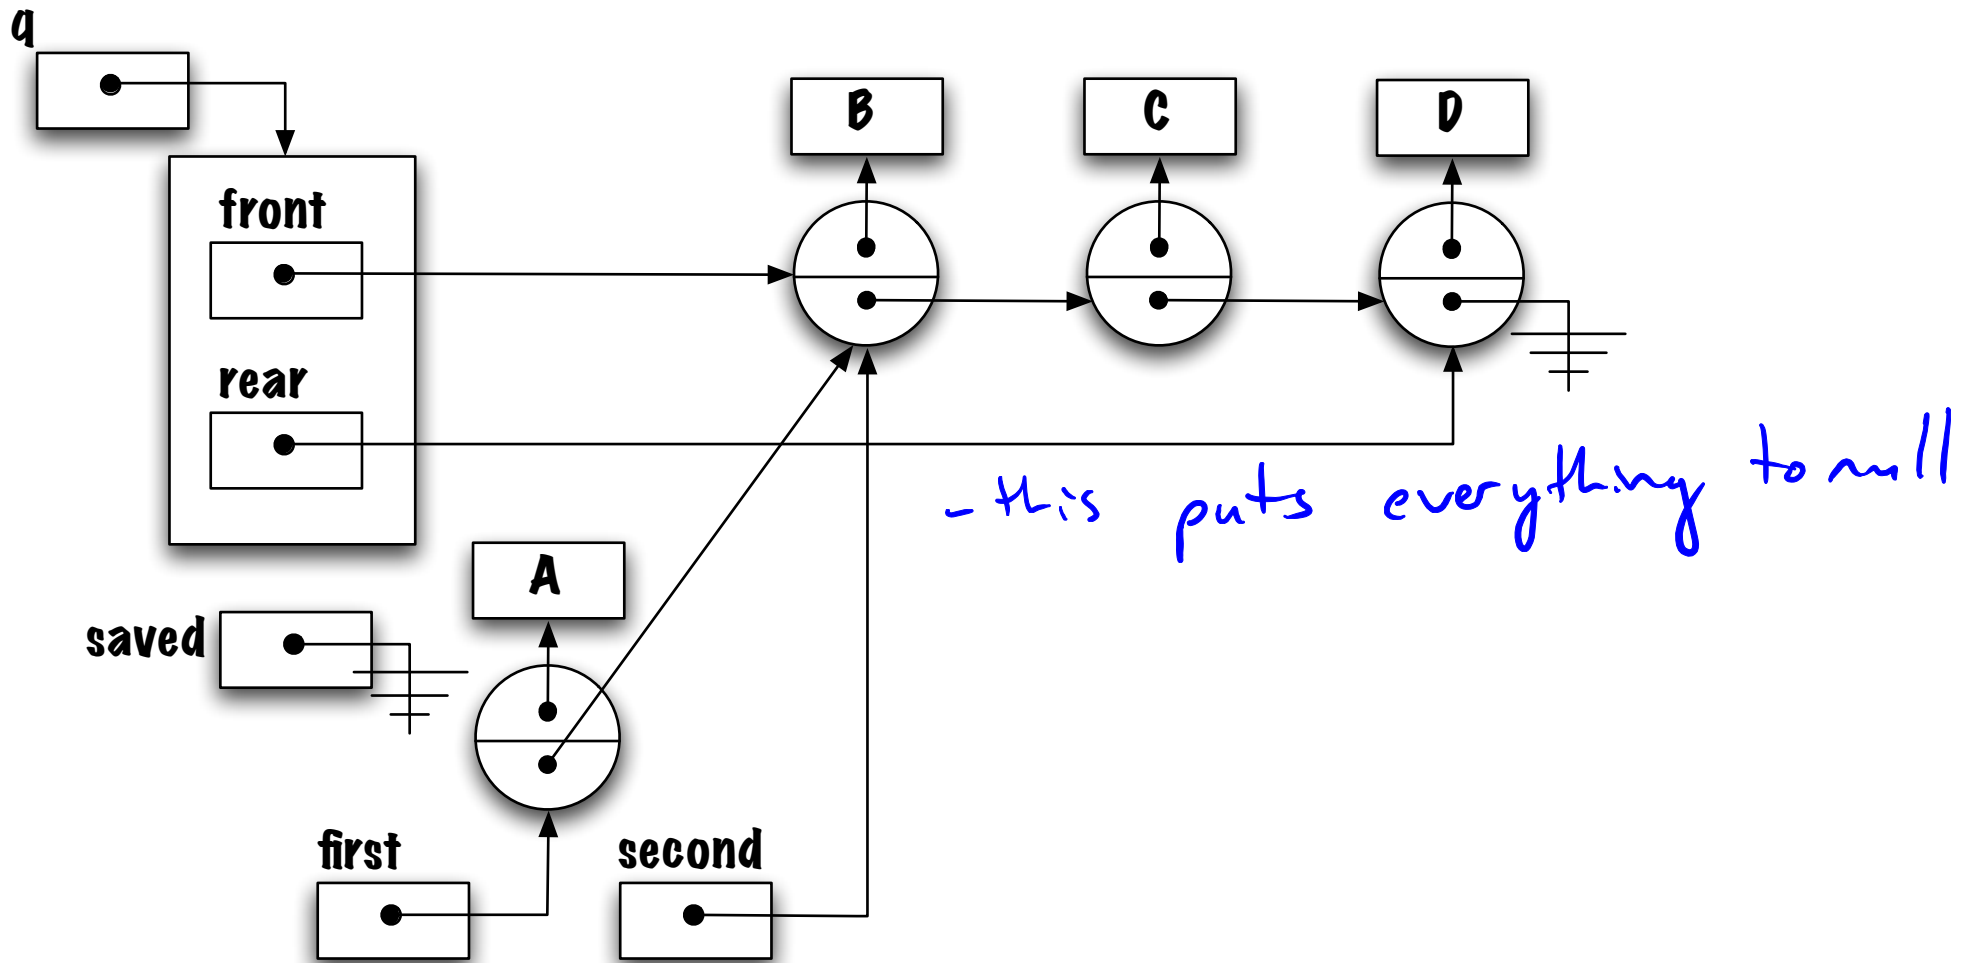 q
B
C
D
front
rear
- this puts everything to null
A
saved
first
second